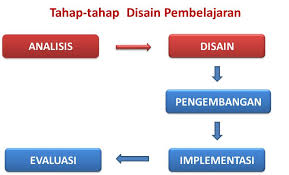 Tahap-tahap Disain Pembelajaran
ANALISIS
DISAIN
PENGEMBANGAN
IMPLEMENTASI
EVALUASI